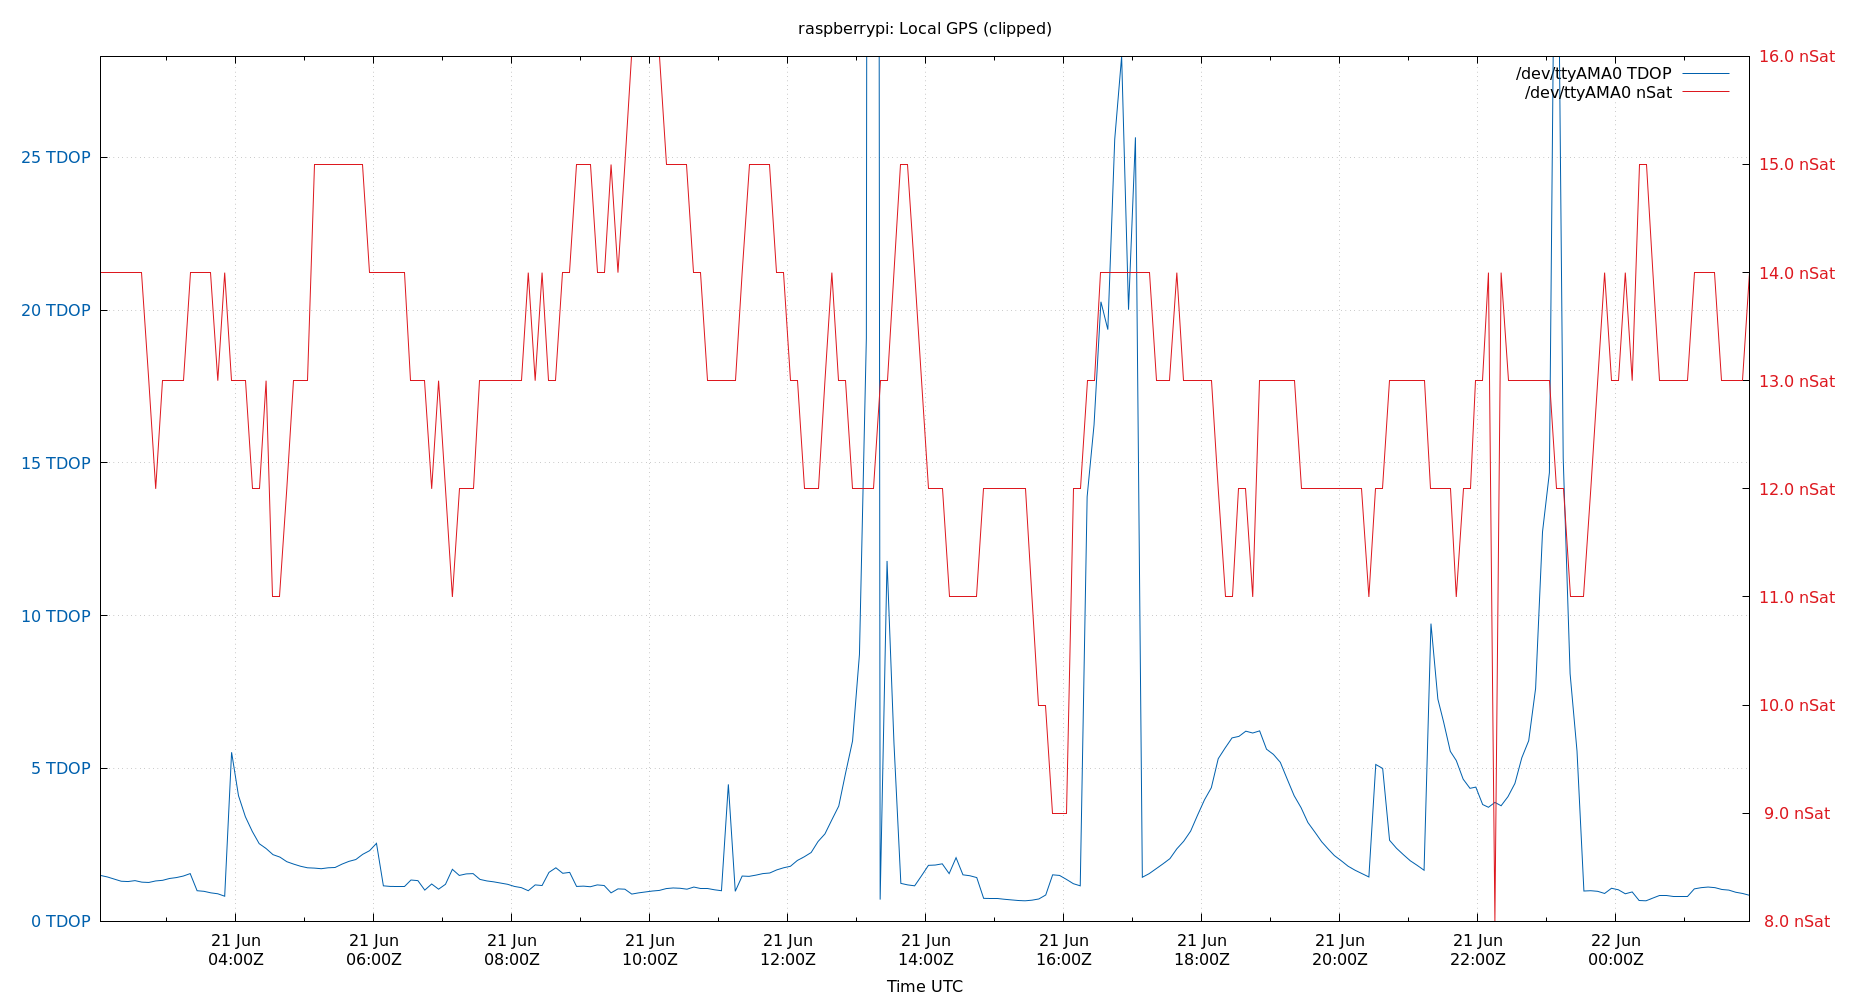 raspberrypi: Local GPS (clipped)
16.0 nSat
/dev/ttyAMA0 TDOP
/dev/ttyAMA0 nSat
25 TDOP
15.0 nSat
14.0 nSat
20 TDOP
13.0 nSat
15 TDOP
12.0 nSat
11.0 nSat
10 TDOP
10.0 nSat
5 TDOP
9.0 nSat
0 TDOP
8.0 nSat
21 Jun 21 Jun 21 Jun 21 Jun 21 Jun 21 Jun 21 Jun 21 Jun 21 Jun 21 Jun 22 Jun
04:00Z 06:00Z 08:00Z 10:00Z 12:00Z 14:00Z 16:00Z 18:00Z 20:00Z 22:00Z 00:00Z
Time UTC